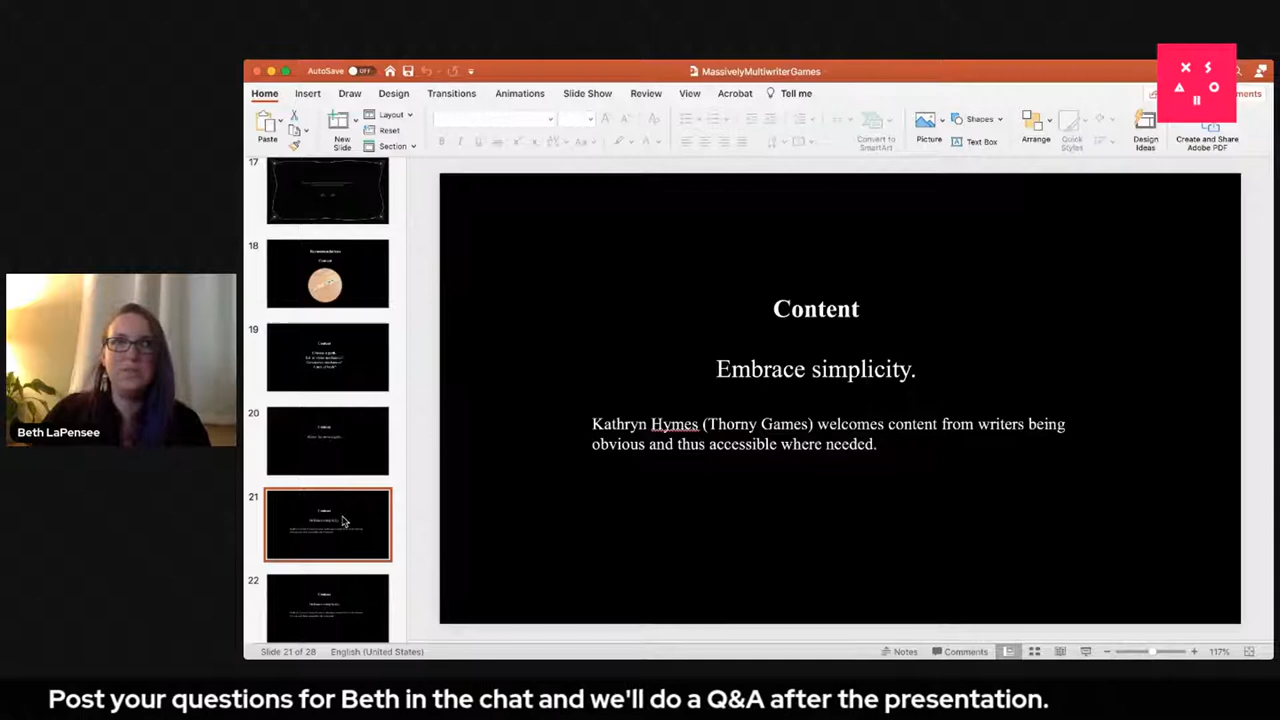 AutoSave OFF
MassivelyMultiwriterGames
Home Insert Draw Design Transitions Animations Slide Show Review View Acrobat Tell me
Paste
New Slide
Layout
Reset
Section
Convert to SmartArt
Picture
Shapes
Text Box
Arrange
Quick Styles
Design Ideas
Create and Share Adobe PDF
17
18
19
20
21
22
Content
Embrace simplicity.
Kathryn Hymes (Thorny Games) welcomes content from writers being
obvious and thus accessible where needed.
Beth LaPensee
Slide 21 of 28 English (United States) Notes Comments 117%
Post your questions for Beth in the chat and we'll do a Q&A after the presentation.